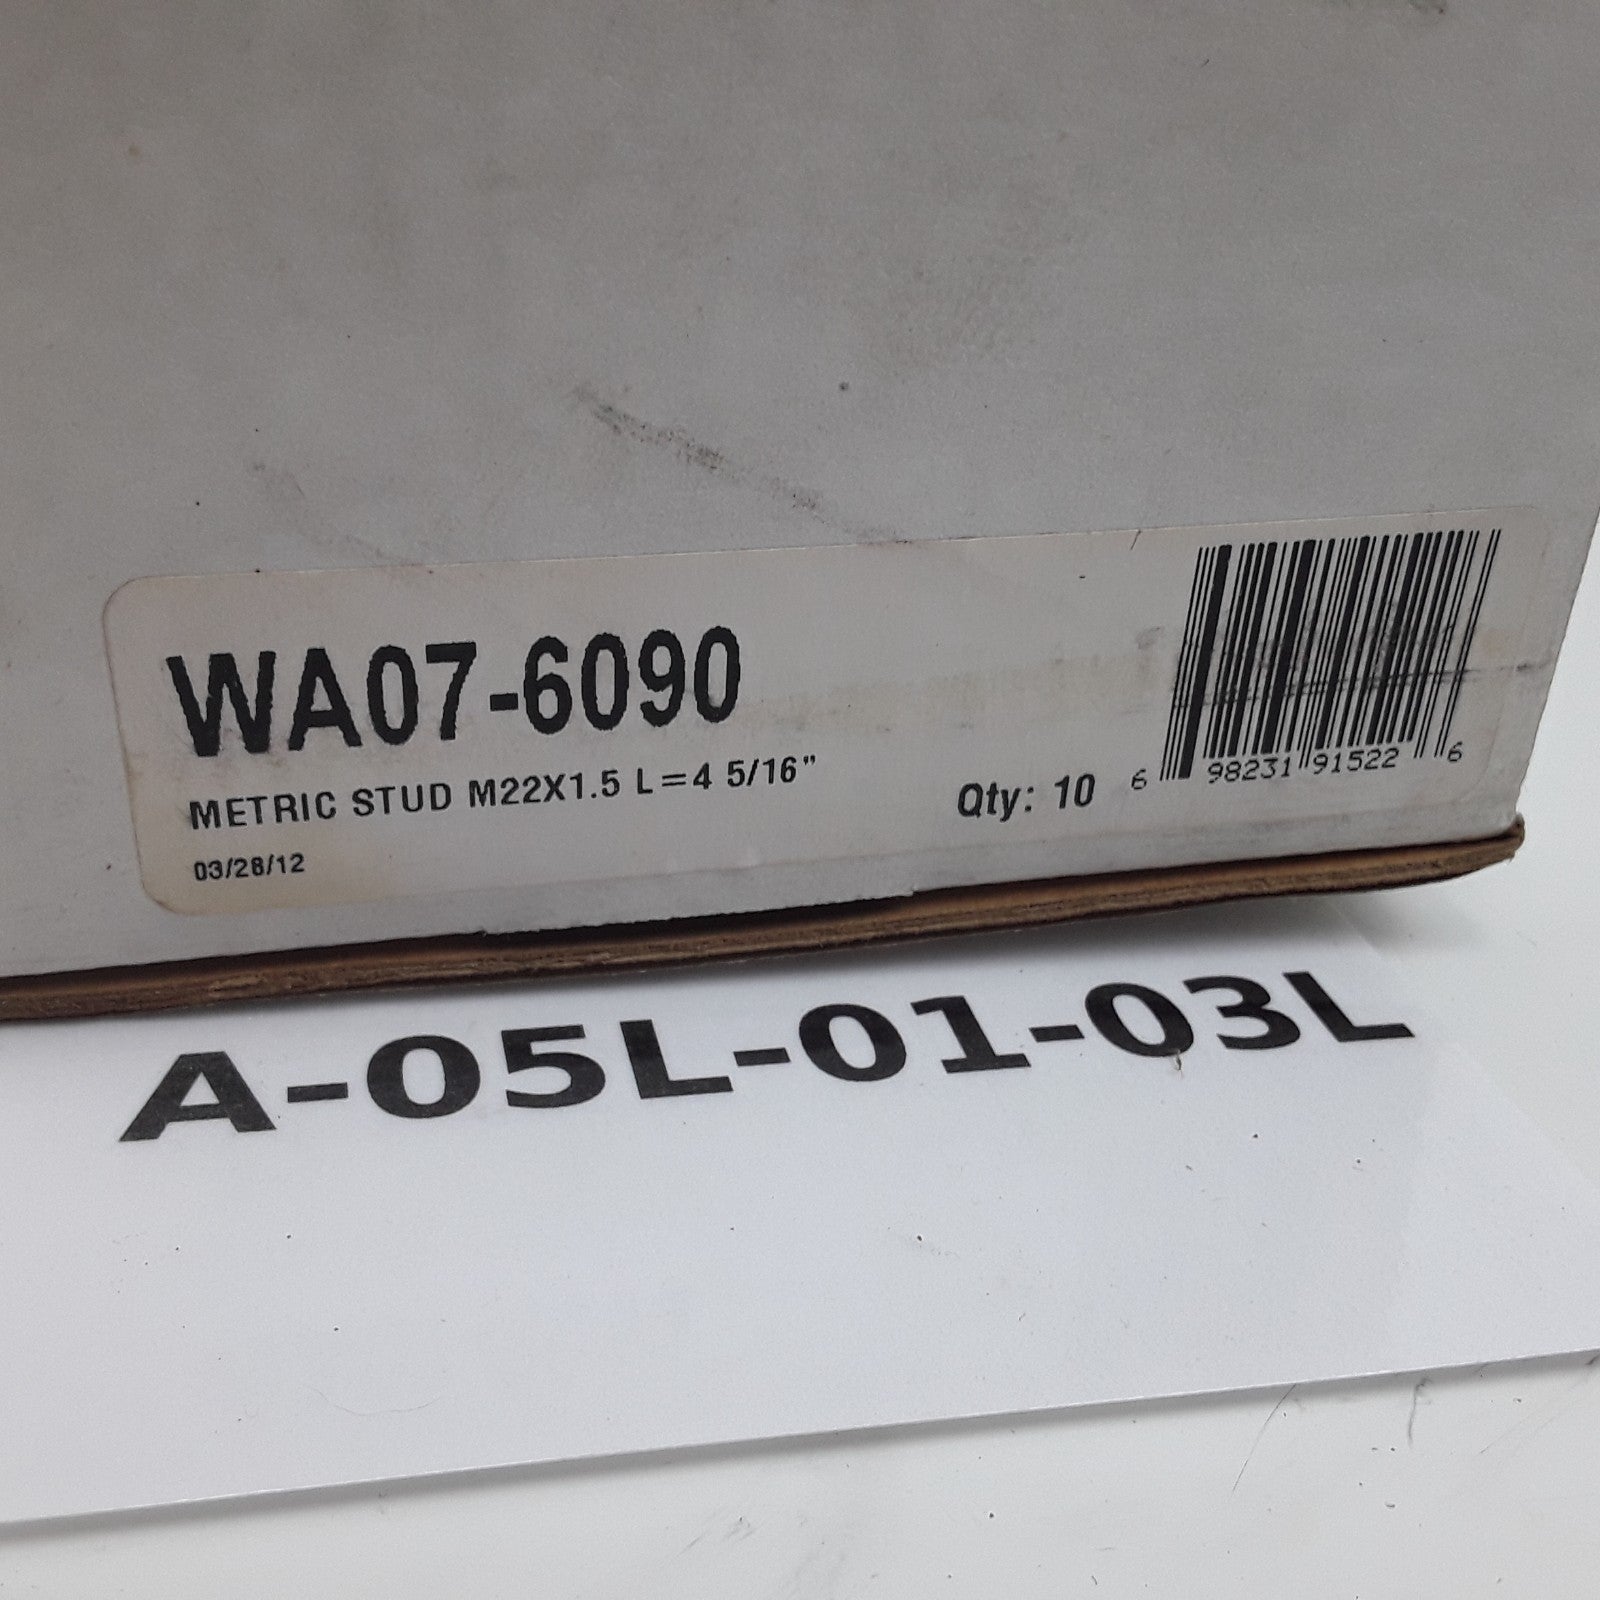 WA07-6090
METRIC STUD M22X1.5 L=4 5/16"
Qty: 10
03/28/12
6 98231 91522 6
A-05L-01-03L